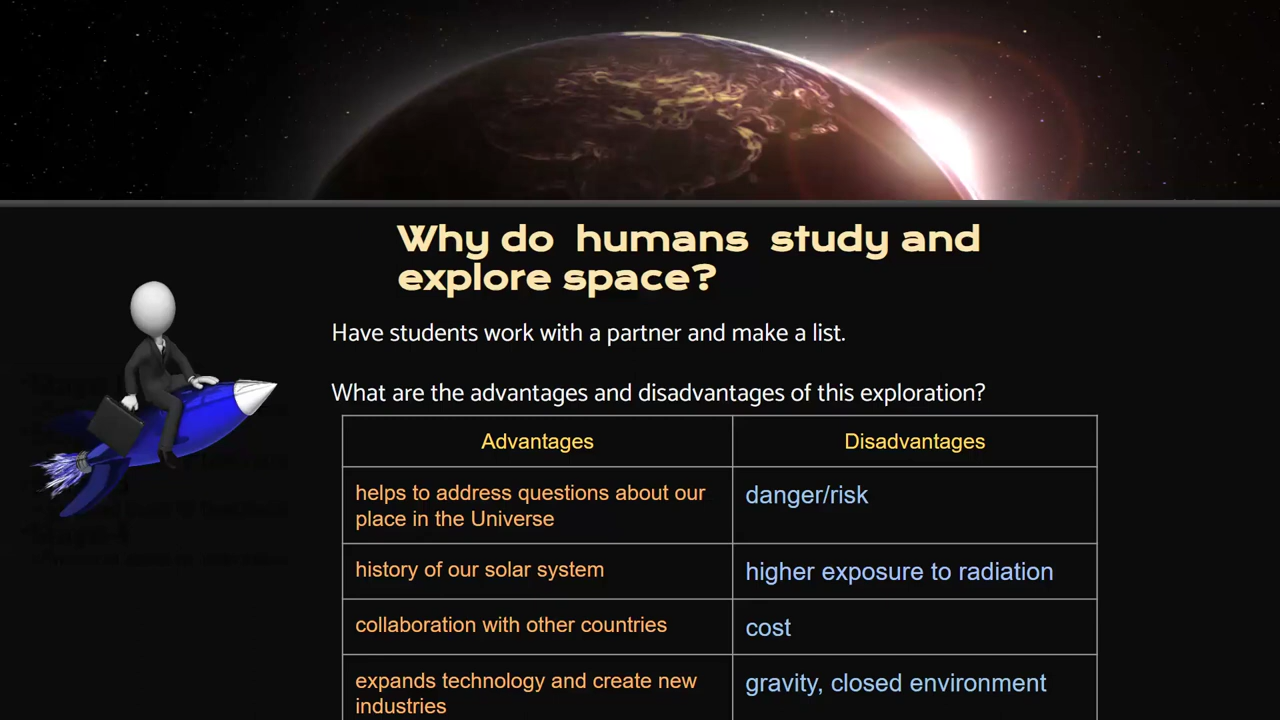 Why do humans study and
explore space?
Have students work with a partner and make a list.
What are the advantages and disadvantages of this exploration?
Advantages
Disadvantages
helps to address questions about our
place in the Universe
danger/risk
history of our solar system
higher exposure to radiation
collaboration with other countries
cost
expands technology and create new
industries
gravity, closed environment